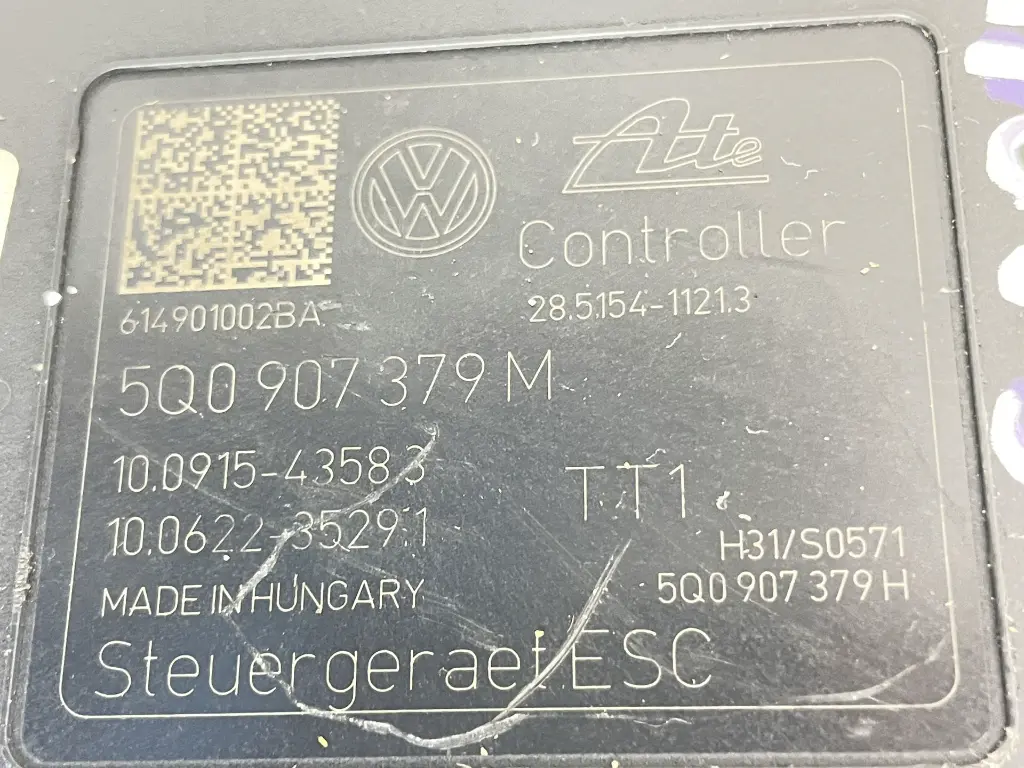 Ate
Controller
614901002BA
28.5154-1121.3
5Q0 907 379 M
10.0915-4358.3
10.0622-3529.1
TT1
H31/S0571
MADE IN HUNGARY
5Q0 907 379 H
Steuergeraet ESC